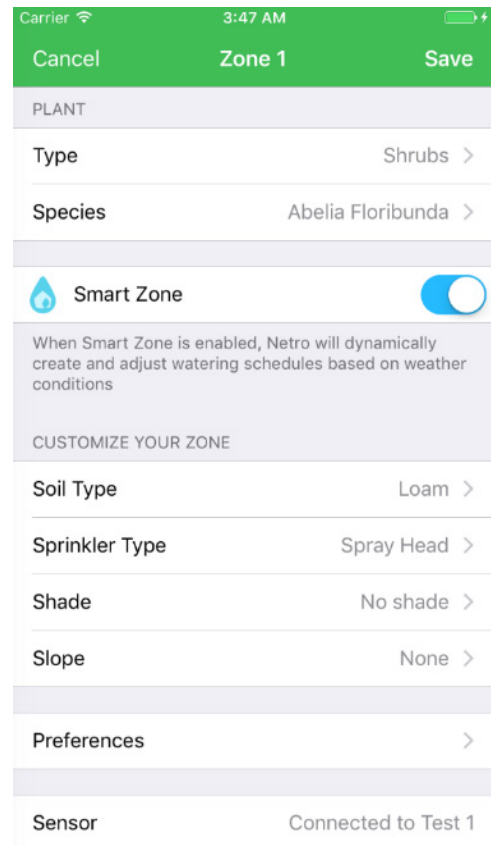 Carrier 3:47 AM
Cancel Zone 1 Save
PLANT
Type Shrubs
Species Abelia Floribunda
Smart Zone
When Smart Zone is enabled, Netro will dynamically
create and adjust watering schedules based on weather
conditions
CUSTOMIZE YOUR ZONE
Soil Type Loam
Sprinkler Type Spray Head
Shade No shade
Slope None
Preferences
Sensor Connected to Test 1